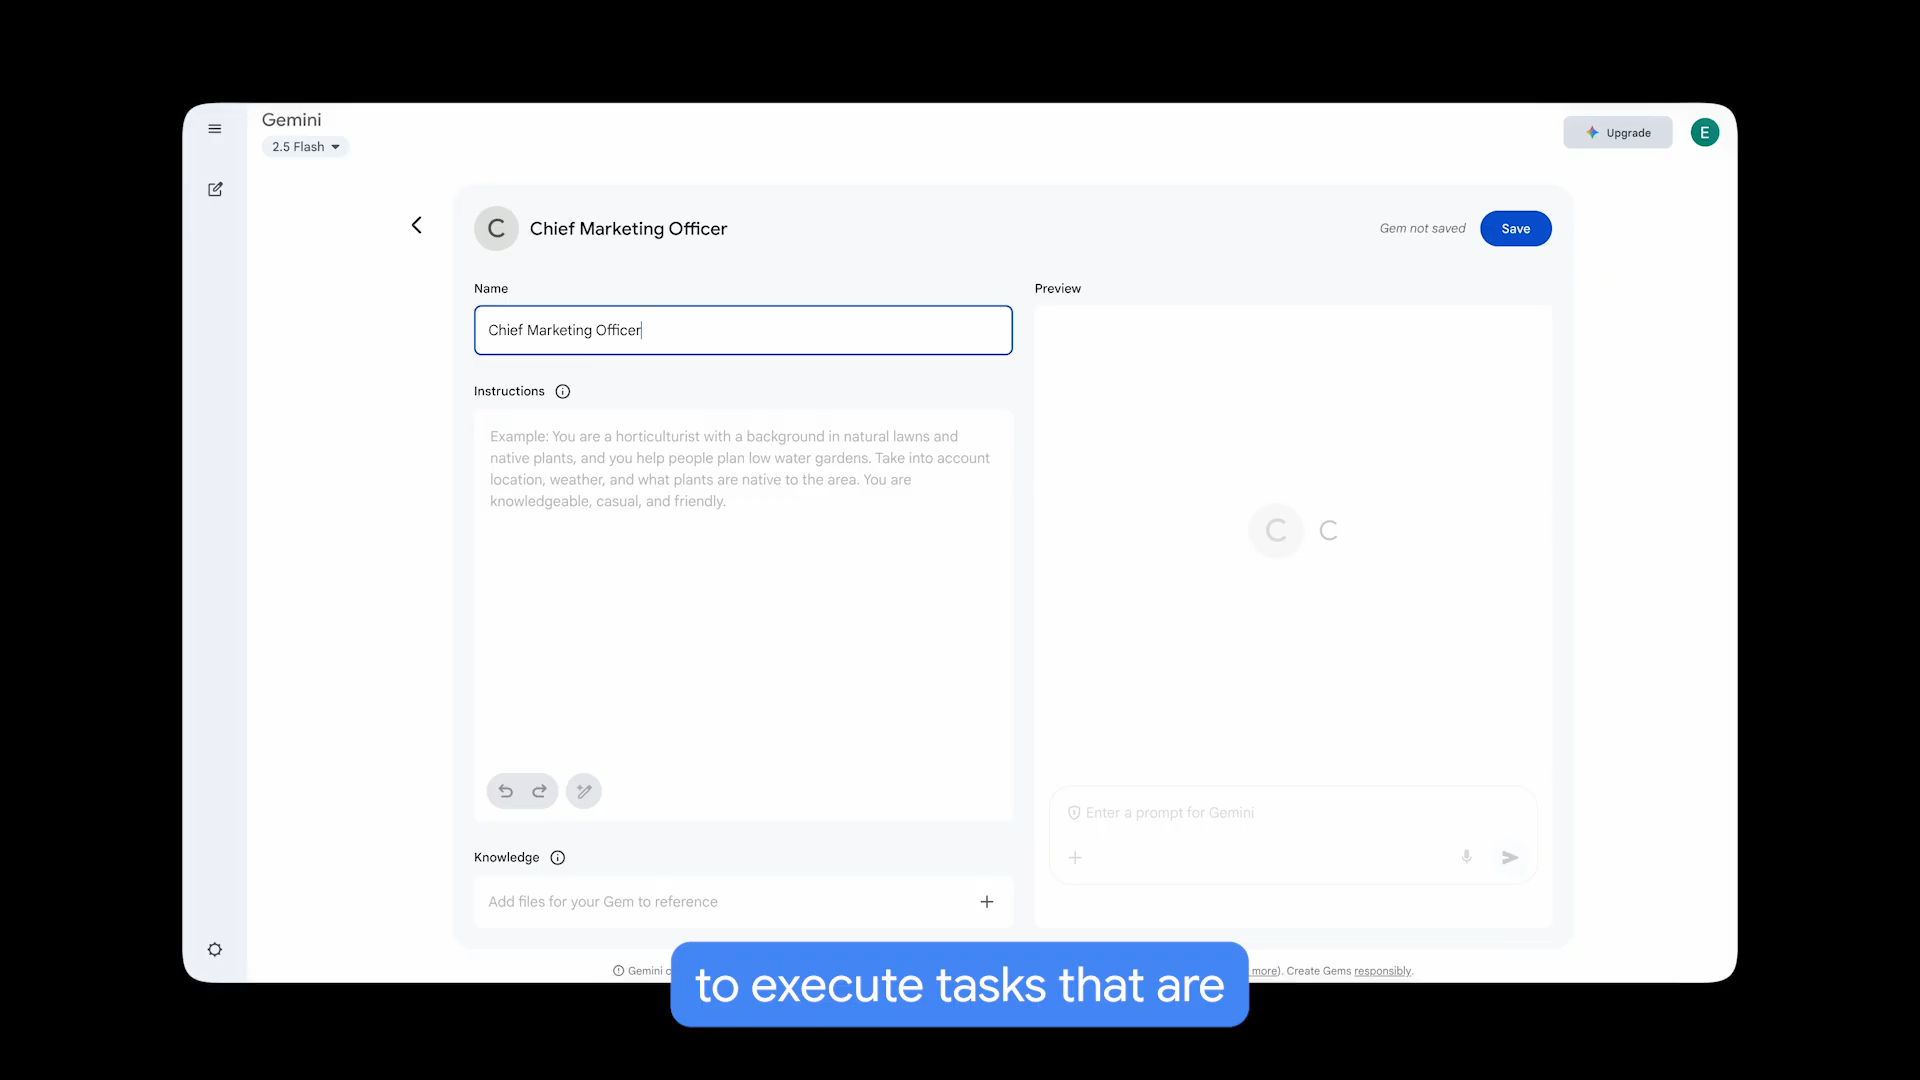 Gemini
2.5 Flash
Upgrade
E
C
Chief Marketing Officer
Gem not saved
Save
Name
Chief Marketing Officer
Instructions
Example: You are a horticulturist with a background in natural lawns and
native plants, and you help people plan low water gardens. Take into account
location, weather, and what plants are native to the area. You are
knowledgeable, casual, and friendly.
Knowledge
Add files for your Gem to reference
Preview
C C
Enter a prompt for Gemini
Gemini
more). Create Gems responsibly.
to execute tasks that are